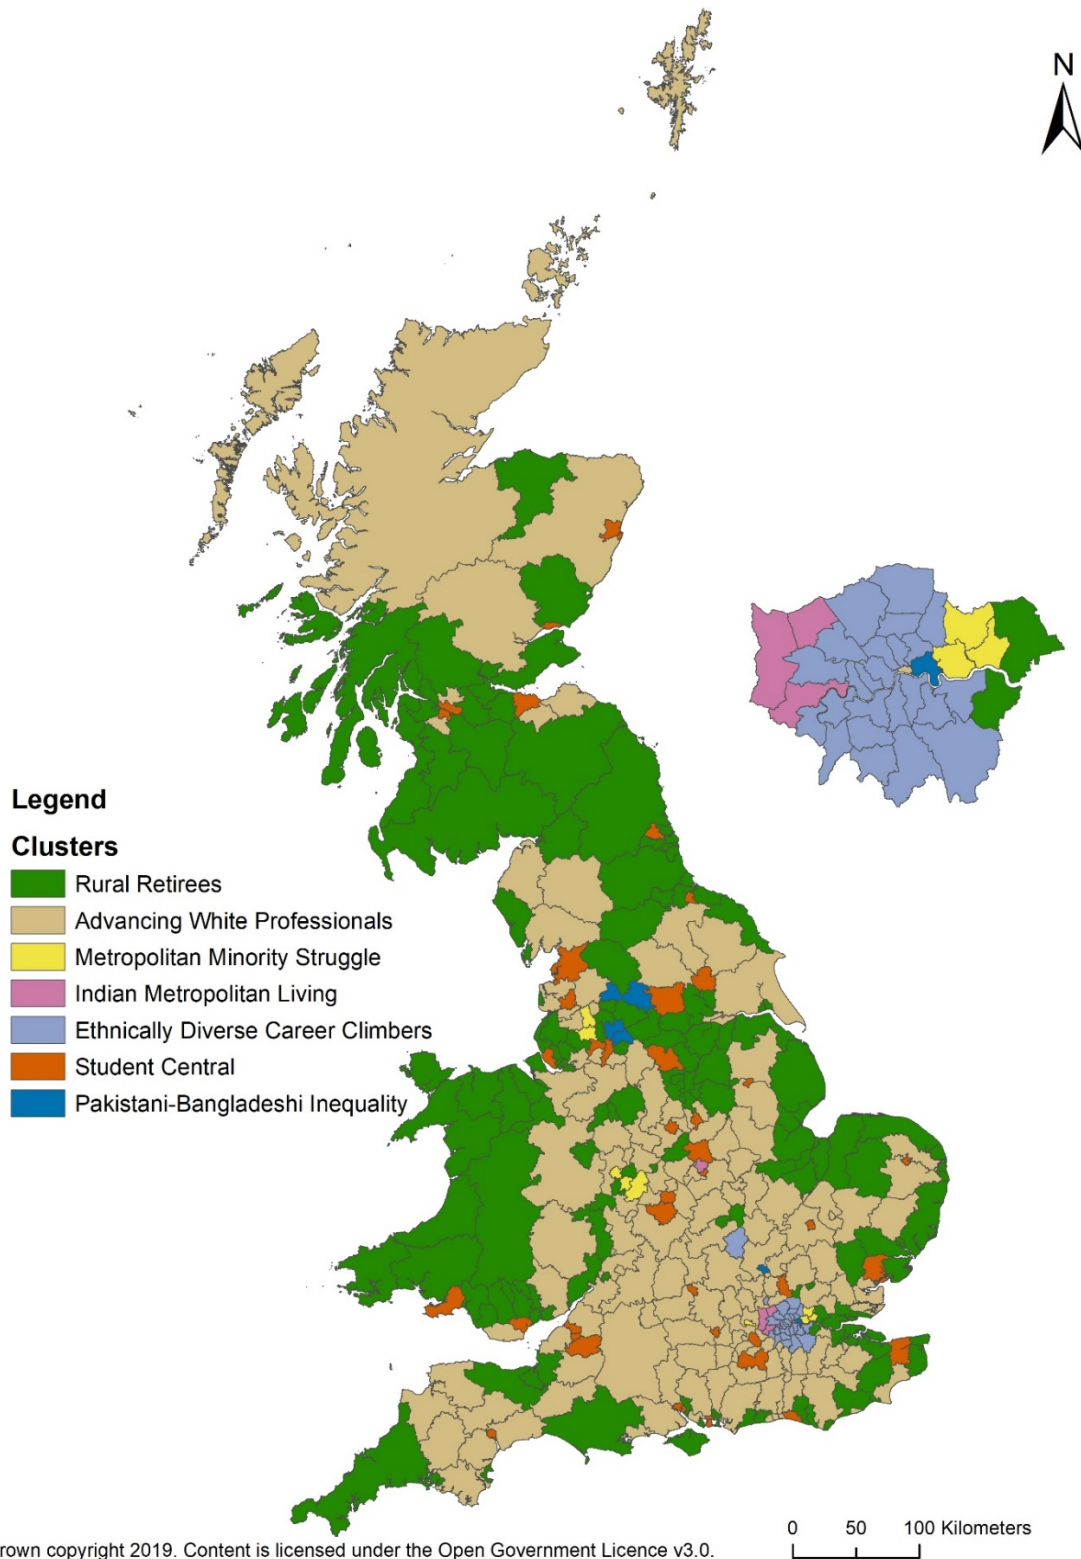 N
Legend
Clusters
Rural Retirees
Advancing White Professionals
Metropolitan Minority Struggle
Indian Metropolitan Living
Ethnically Diverse Career Climbers
Student Central
Pakistani-Bangladeshi Inequality
0 50 100 Kilometers
rown copyright 2019. Content is licensed under the Open Government Licence v3.0.